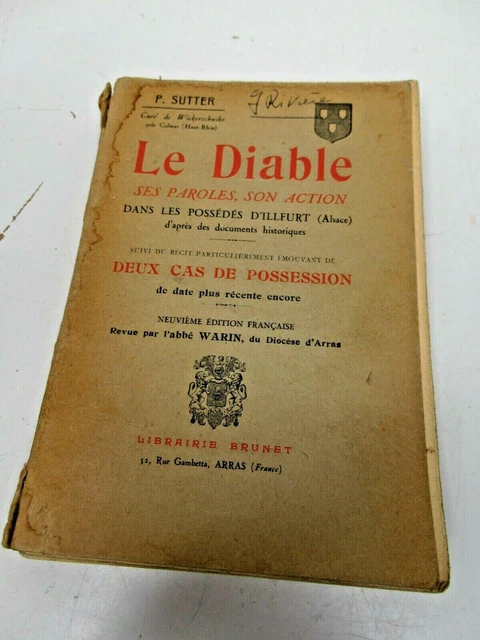 P. SUTTER
J Rivière
Curé de Wickerschwihr
près Colmar (Haut-Rhin)
Le Diable
SES PAROLES, SON ACTION
DANS LES POSSÉDÉS D'ILLFURT (Alsace)
d'après des documents historiques
SUIVI DU RÉCIT PARTICULIÈREMENT ÉMOUVANT DE
DEUX CAS DE POSSESSION
de date plus récente encore
NEUVIÈME ÉDITION FRANÇAISE
Revue par l'abbé WARIN, du Diocèse d'Arras
LIBRAIRIE BRUNET
32, Rue Gambetta, ARRAS (France)